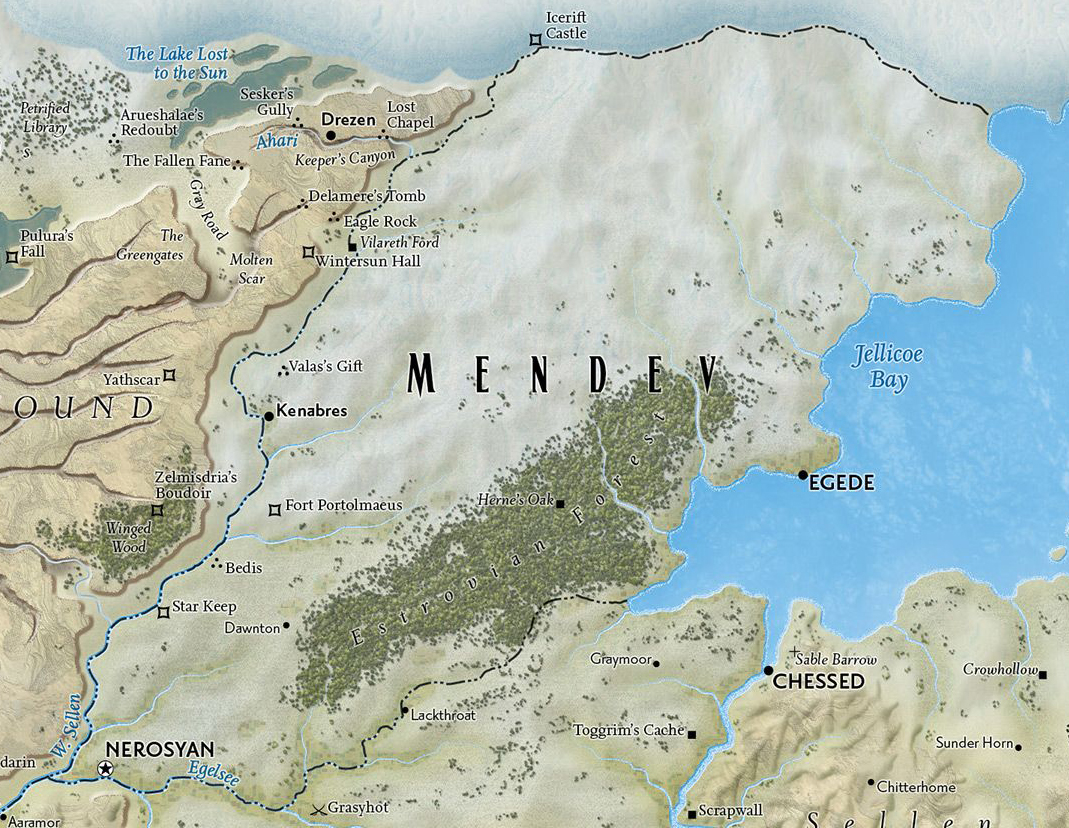 Icerift
Castle
The Lake Lost
to the Sun
Petrified
Library
s
Arueshalae's
Redoubt
Sesker's
Gully
Drezen
Lost
Chapel
Ahari
Keeper's Canyon
The Fallen Fane
Gray Road
Delamere's Tomb
Eagle Rock
Vilareth Ford
Wintersun Hall
Pulura's
Fall
The
Greengates
Molten
Scar
Jellicoe
Bay
Valas's Gift
MENDEV
Yathscar
OUND
Kenabres
Zelmisdria's
Boudoir
Winged
Wood
Fort Portolmaeus
Herne's Oak
Estrovian Forest
EGEDE
Bedis
Star Keep
Dawnton
Graymoor
Sable Barrow
CHESSED
Crowhollow
W Sellen
Lackthroat
Toggrim's Cache
Sunder Horn
NEROSYAN
Egelsee
darin
Chitterhome
Grasyhot
Scrapwall
Aaramor
Sellen